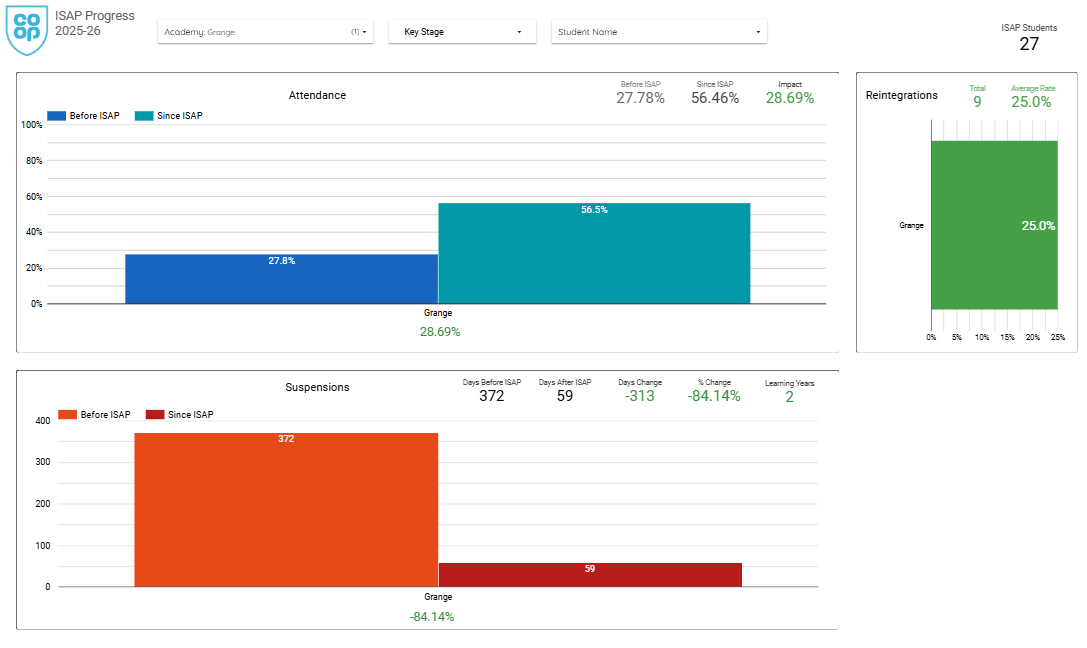 co
op
ISAP Progress
2025-26
Academy: Grange (1)
Key Stage
Student Name
ISAP Students
27
Attendance
Before ISAP
27.78%
Since ISAP
56.46%
Impact
28.69%
Before ISAP
Since ISAP
100%
80%
60%
40%
20%
0%
27.8%
56.5%
Grange
28.69%
Reintegrations
Total
9
Average Rate
25.0%
Grange
25.0%
0% 5% 10% 15% 20% 25%
Suspensions
Days Before ISAP
372
Days After ISAP
59
Days Change
-313
% Change
-84.14%
Learning Years
2
Before ISAP
Since ISAP
400
300
200
100
0
372
59
Grange
-84.14%